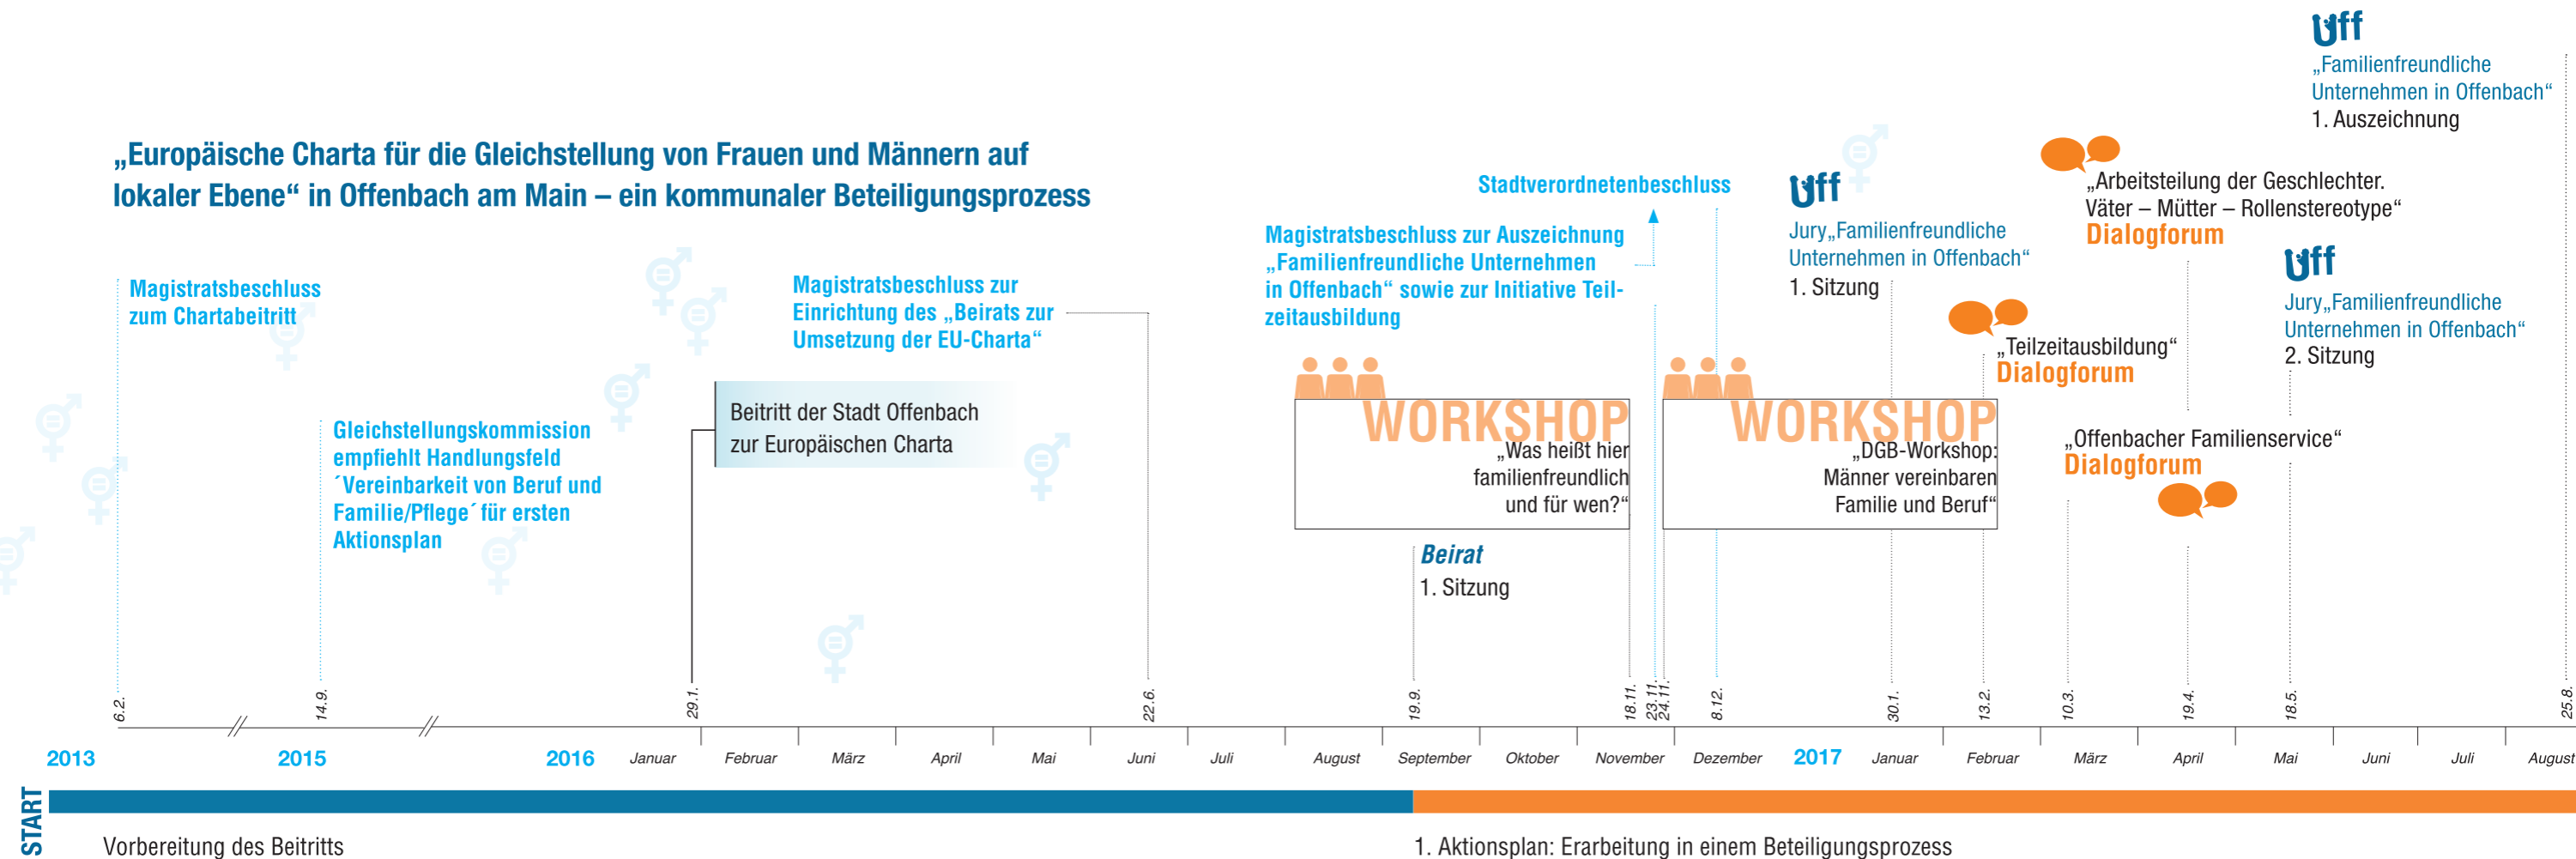 „Europäische Charta für die Gleichstellung von Frauen und Männern auf
lokaler Ebene“ in Offenbach am Main – ein kommunaler Beteiligungsprozess
Magistratsbeschluss
zum Chartabeitritt
Gleichstellungskommission
empfiehlt Handlungsfeld
´Vereinbarkeit von Beruf und
Familie/Pflege´ für ersten
Aktionsplan
Beitritt der Stadt Offenbach
zur Europäischen Charta
Magistratsbeschluss zur
Einrichtung des „Beirats zur
Umsetzung der EU-Charta“
Beirat
1. Sitzung
WORKSHOP
„Was heißt hier
familienfreundlich
und für wen?“
Magistratsbeschluss zur Auszeichnung
„Familienfreundliche Unternehmen
in Offenbach“ sowie zur Initiative Teil-
zeitausbildung
Stadtverordnetenbeschluss
WORKSHOP
„DGB-Workshop:
Männer vereinbaren
Familie und Beruf“
Uff
Jury„Familienfreundliche
Unternehmen in Offenbach“
1. Sitzung
„Teilzeitausbildung“
Dialogforum
„Offenbacher Familienservice“
Dialogforum
„Arbeitsteilung der Geschlechter.
Väter – Mütter – Rollenstereotype“
Dialogforum
Uff
Jury„Familienfreundliche
Unternehmen in Offenbach“
2. Sitzung
Uff
„Familienfreundliche
Unternehmen in Offenbach“
1. Auszeichnung
6.2.
14.9.
29.1.
22.6.
19.9.
18.11.
23.11.
24.11.
8.12.
30.1.
13.2.
10.3.
19.4.
18.5.
25.8.
2013
2015
2016
Januar
Februar
März
April
Mai
Juni
Juli
August
September
Oktober
November
Dezember
2017
Januar
Februar
März
April
Mai
Juni
Juli
August
START
Vorbereitung des Beitritts
1. Aktionsplan: Erarbeitung in einem Beteiligungsprozess